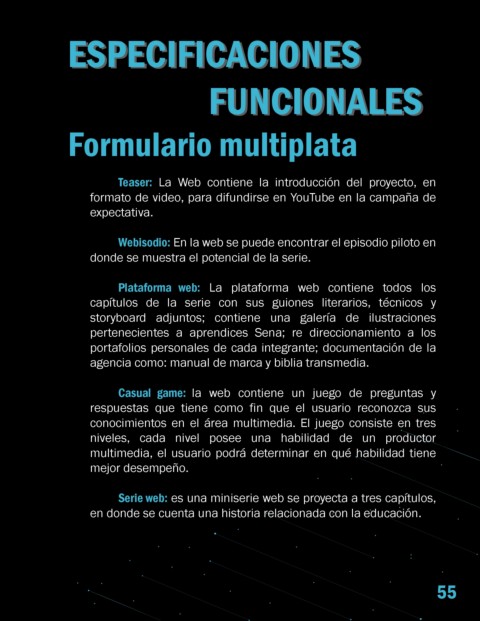 ESPECIFICACIONES
FUNCIONALES
Formulario multiplata
Teaser: La Web contiene la introducción del proyecto, en
formato de video, para difundirse en YouTube en la campaña de
expectativa.
Webisodio: En la web se puede encontrar el episodio piloto en
donde se muestra el potencial de la serie.
Plataforma web: La plataforma web contiene todos los
capítulos de la serie con sus guiones literarios, técnicos y
storyboard adjuntos; contiene una galería de ilustraciones
pertenecientes a aprendices Sena; re direccionamiento a los
portafolios personales de cada integrante; documentación de la
agencia como: manual de marca y biblia transmedia.
Casual game: la web contiene un juego de preguntas y
respuestas que tiene como fin que el usuario reconozca sus
conocimientos en el área multimedia. El juego consiste en tres
niveles, cada nivel posee una habilidad de un productor
multimedia, el usuario podrá determinar en qué habilidad tiene
mejor desempeño.
Serie web: es una miniserie web se proyecta a tres capítulos,
en donde se cuenta una historia relacionada con la educación.
55